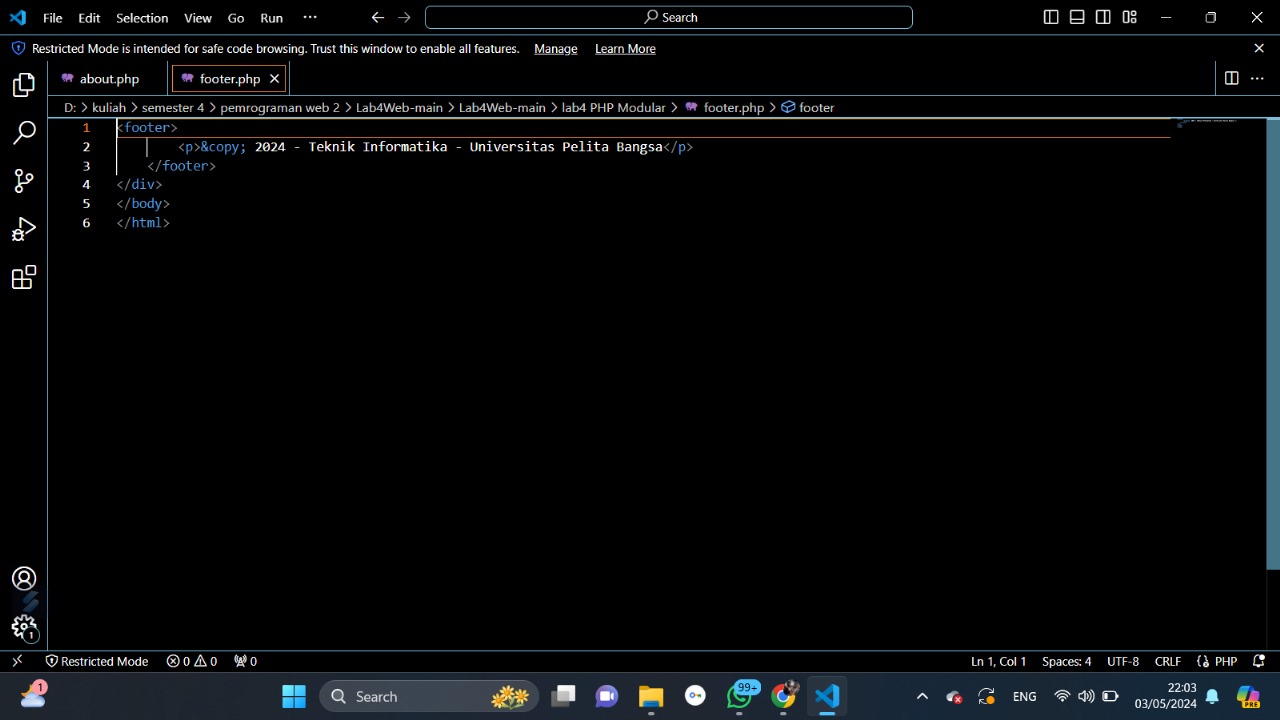 File Edit Selection View Go Run ··· Search
Restricted Mode is intended for safe code browsing. Trust this window to enable all features. Manage Learn More
about.php footer.php
D: > kuliah > semester 4 > pemrograman web 2 > Lab4Web-main > Lab4Web-main > lab4 PHP Modular > footer.php > footer
1 <footer>
2 <p>&copy; 2024 - Teknik Informatika - Universitas Pelita Bangsa</p>
3 </footer>
4 </div>
5 </body>
6 </html>
1
Restricted Mode 0 0 0 Ln 1, Col 1 Spaces: 4 UTF-8 CRLF PHP
1 Search 99+ ENG 22:03 PRE
03/05/2024